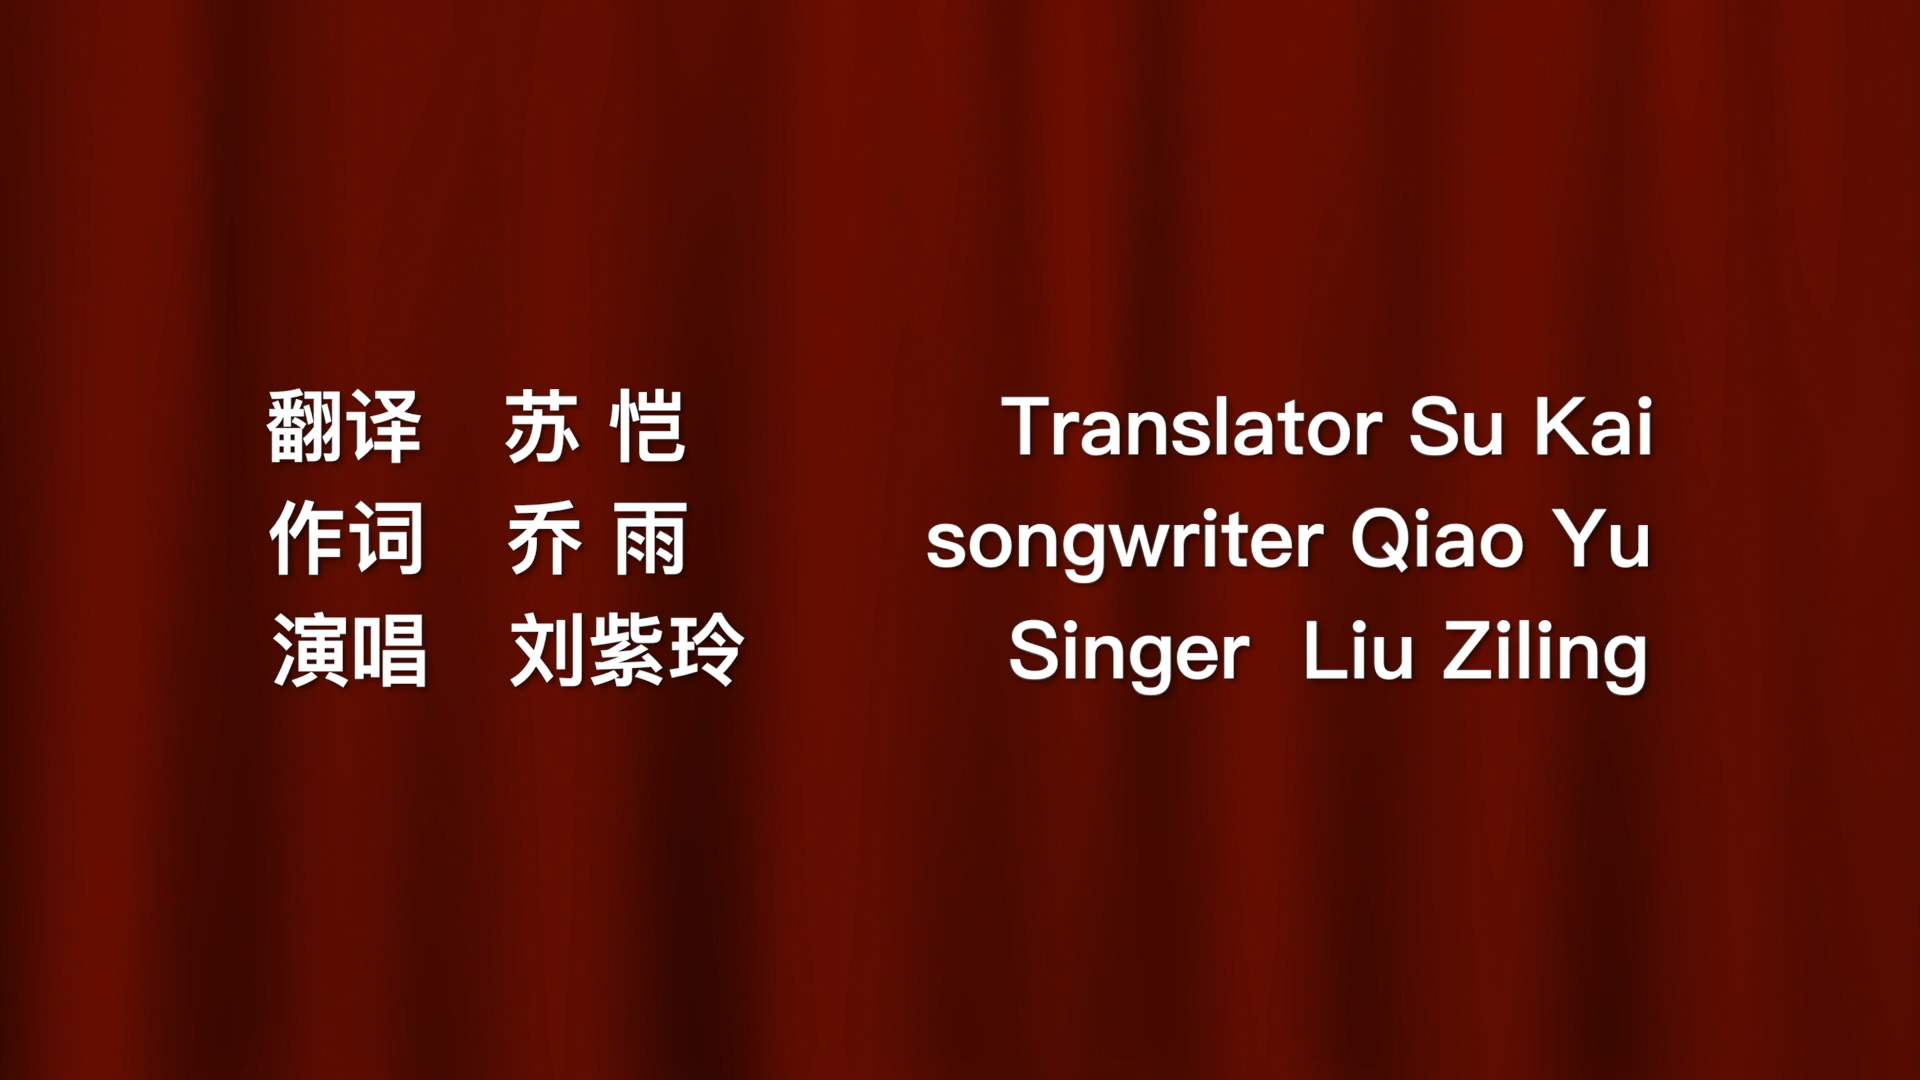 翻译 苏 恺 Translator Su Kai
作词 乔 雨 songwriter Qiao Yu
演唱 刘紫玲 Singer Liu Ziling